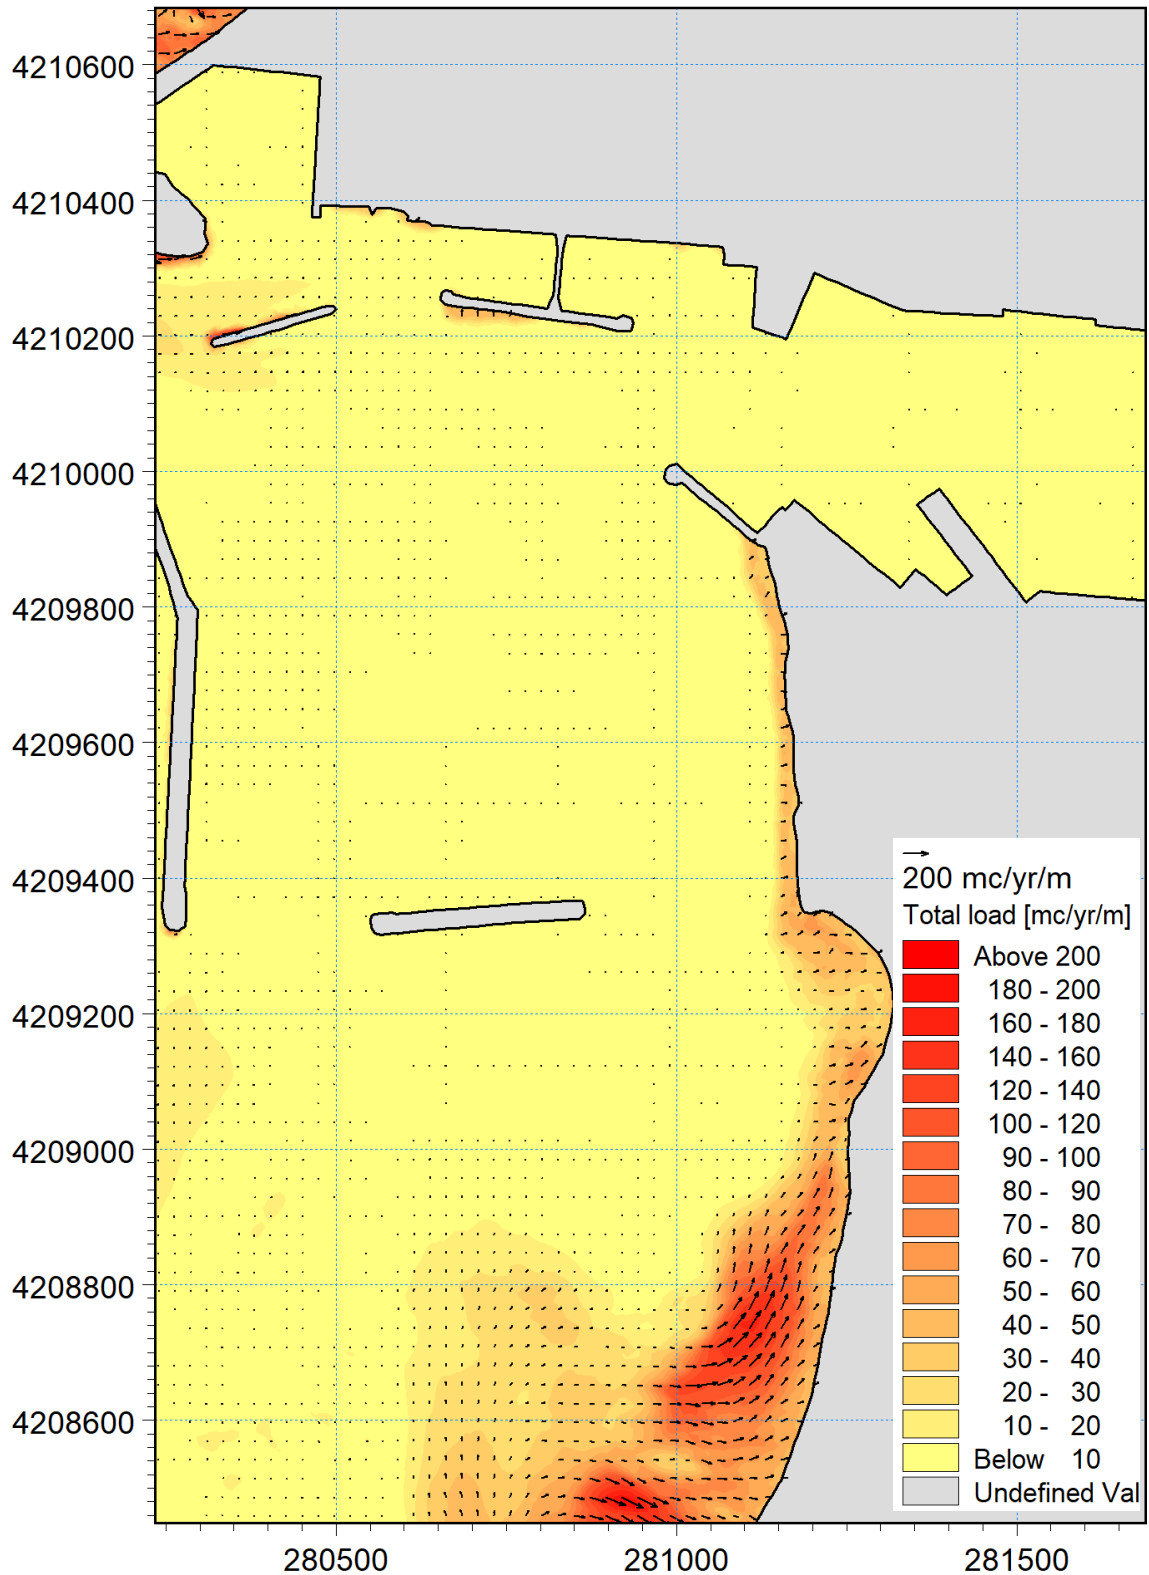 4210600
4210400
4210200
4210000
4209800
4209600
4209400
4209200
4209000
4208800
4208600
280500
281000
281500
200 mc/yr/m
Total load [mc/yr/m]
Above 200
180 - 200
160 - 180
140 - 160
120 - 140
100 - 120
90 - 100
80 - 90
70 - 80
60 - 70
50 - 60
40 - 50
30 - 40
20 - 30
10 - 20
Below 10
Undefined Val